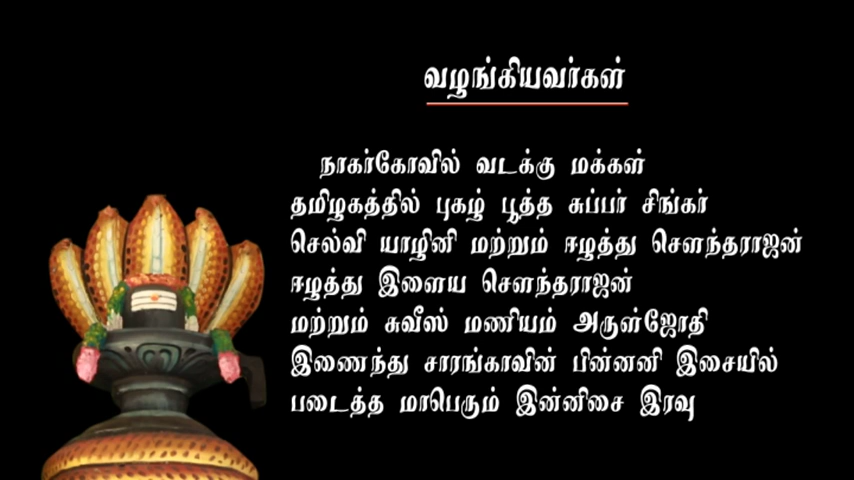 வழங்கியவர்கள்
நாகர்கோவில் வடக்கு மக்கள்
தமிழகத்தில் புகழ் பூத்த சுப்பர் சிங்கர்
செல்வி யாழினி மற்றும் ஈழத்து சௌந்தராஜன்
ஈழத்து இளைய சௌந்தராஜன்
மற்றும் சுவீஸ் மணியம் அருள்ஜோதி
இணைந்து சாரங்காவின் பின்னனி இசையில்
படைத்த மாபெரும் இன்னிசை இரவு